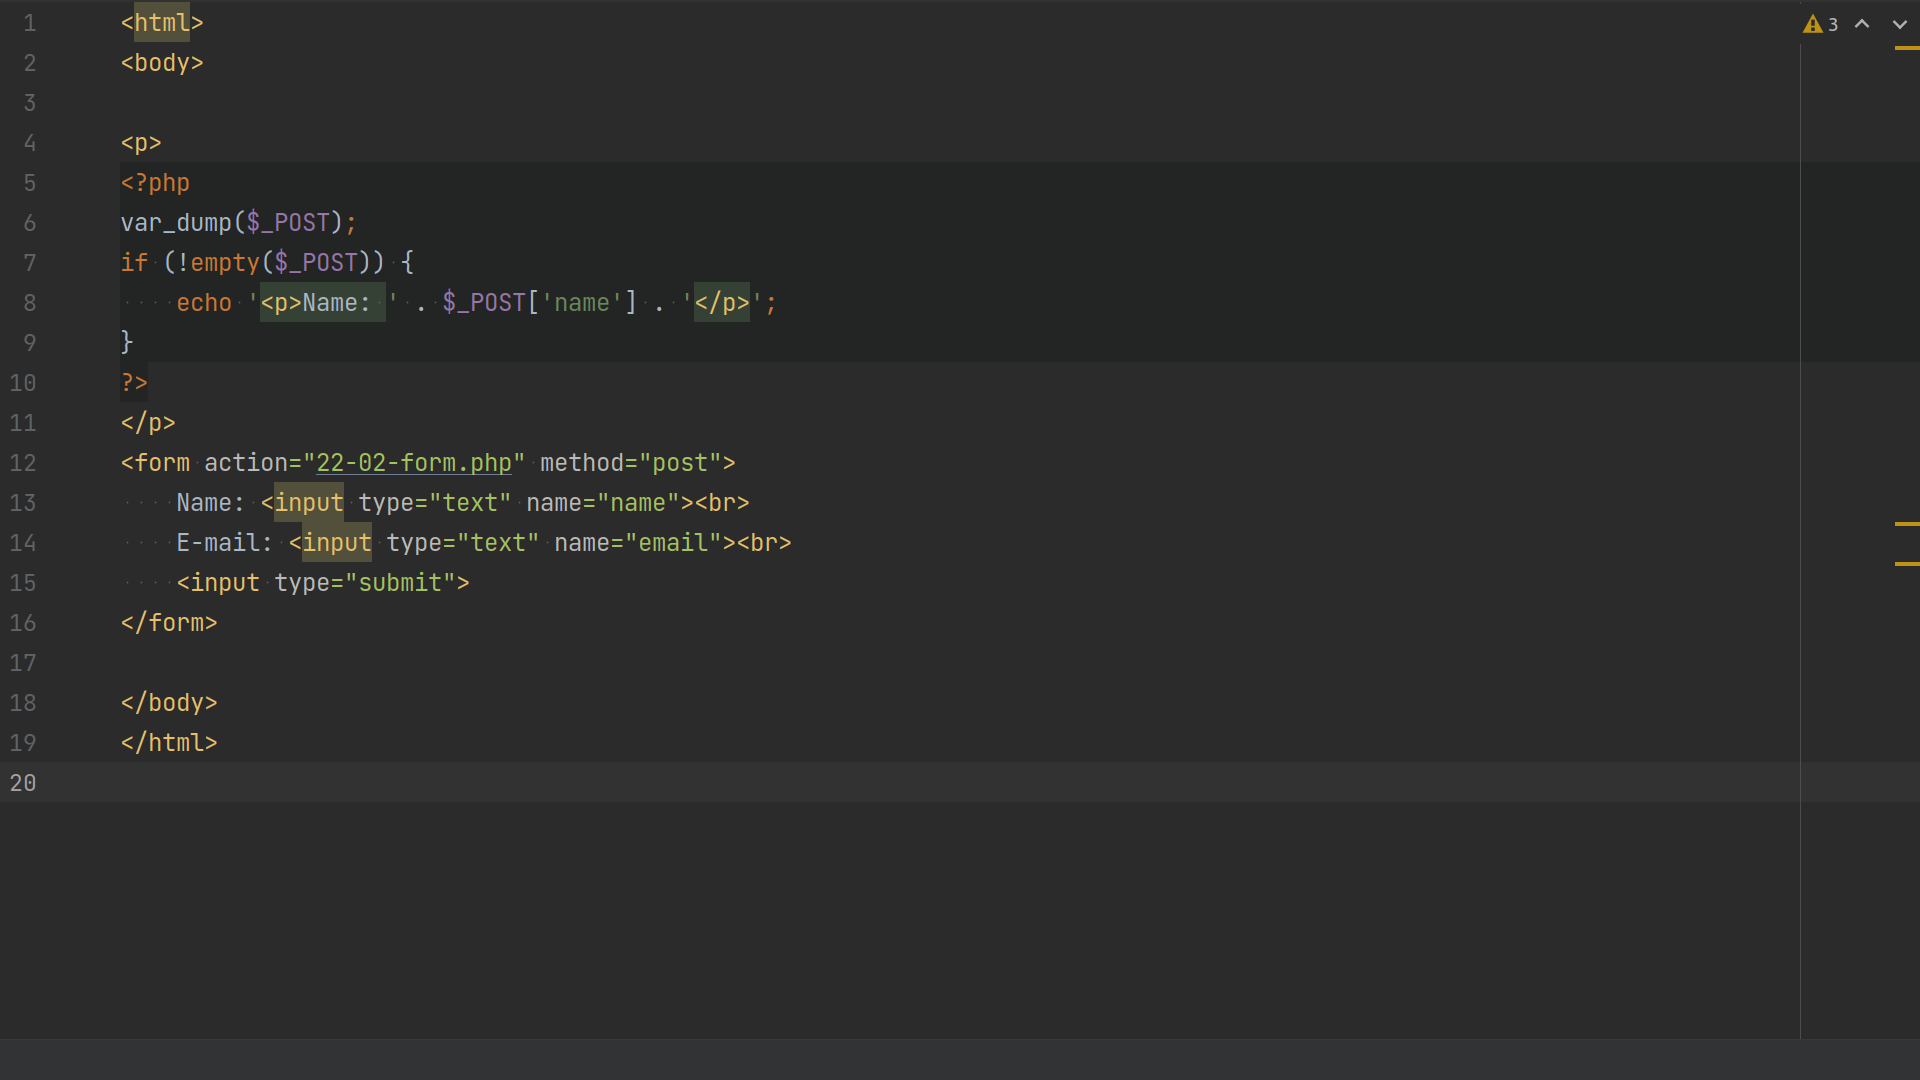 1 <html>
2 <body>
3
4 <p>
5 <?php
6 var_dump($_POST);
7 if (!empty($_POST)) {
8     echo '<p>Name: ' . $_POST['name'] . '</p>';
9 }
10 ?>
11 </p>
12 <form action="22-02-form.php" method="post">
13     Name: <input type="text" name="name"><br>
14     E-mail: <input type="text" name="email"><br>
15     <input type="submit">
16 </form>
17
18 </body>
19 </html>
20
3